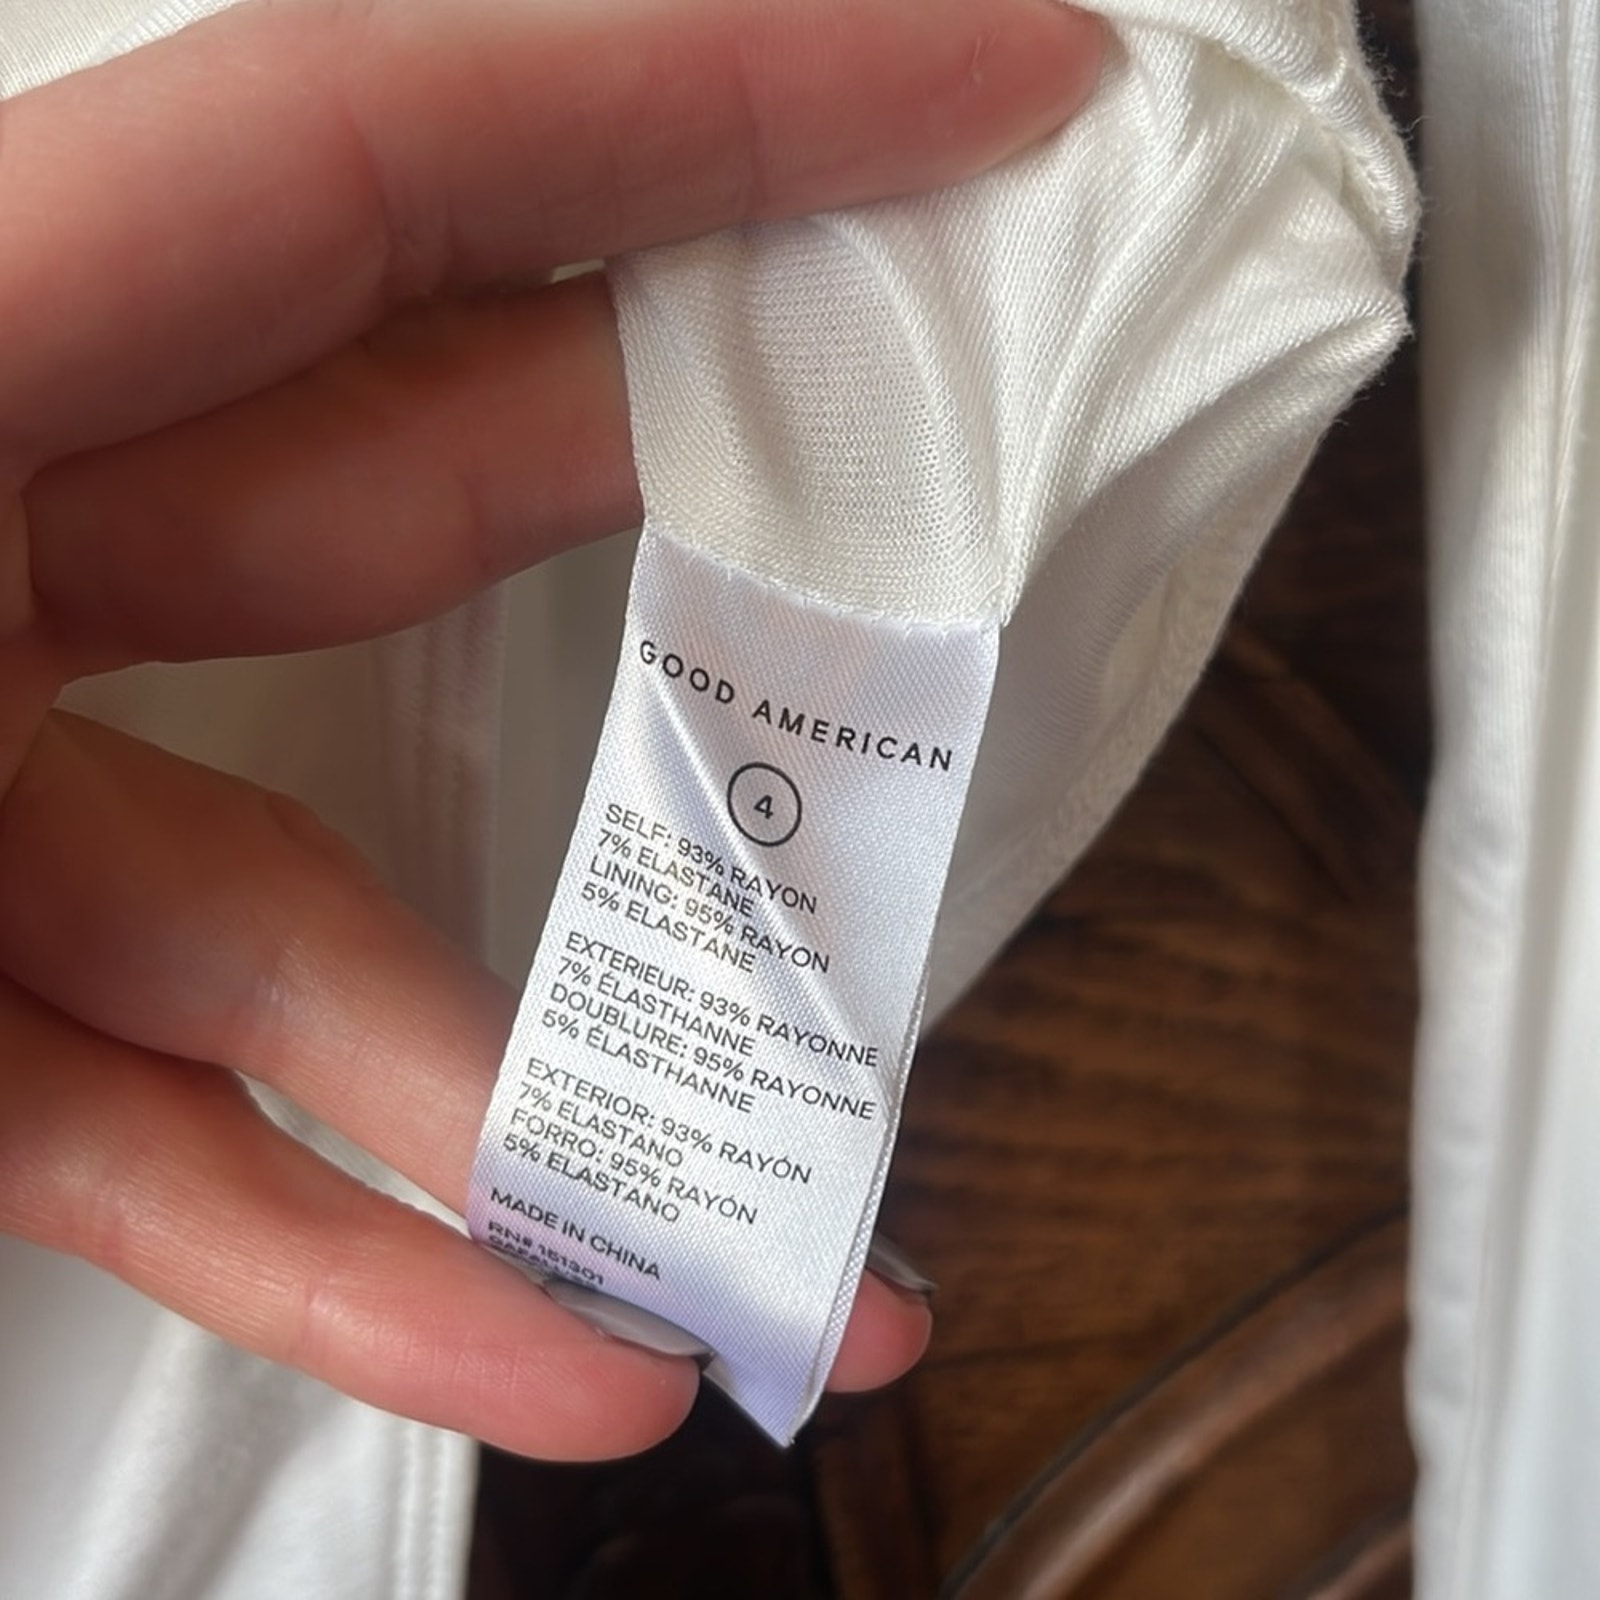 GOOD AMERICAN
4
SELF: 93% RAYON
7% ELASTANE
LINING: 95% RAYON
5% ELASTANE
EXTERIEUR: 93% RAYONNE
7% ÉLASTHANNE
DOUBLURE: 95% RAYONNE
5% ÉLASTHANNE
EXTERIOR: 93% RAYÓN
7% ELASTANO
FORRO: 95% RAYÓN
5% ELASTANO
MADE IN CHINA
RN# 151301